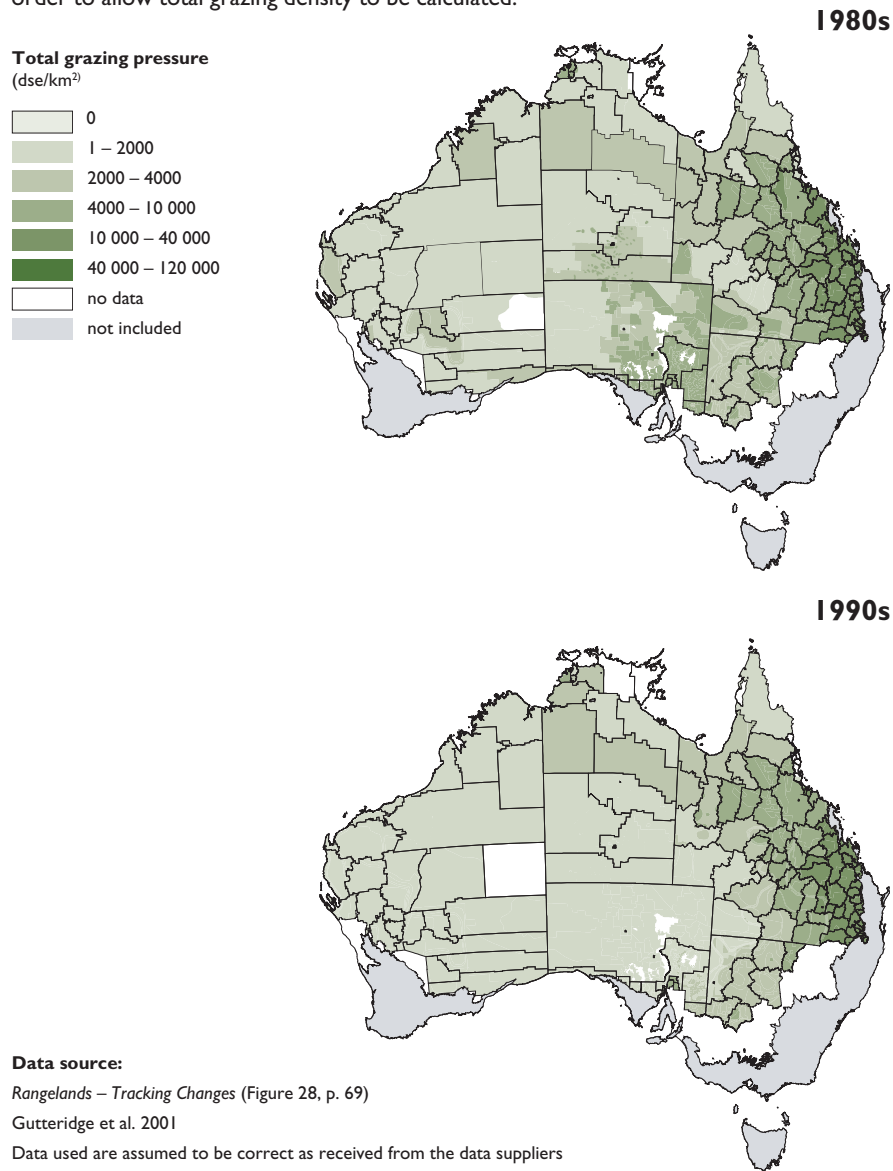 order to allow total grazing density to be calculated.
1980s
Total grazing pressure
(dse/km²)
0
1 – 2000
2000 – 4000
4000 – 10 000
10 000 – 40 000
40 000 – 120 000
no data
not included
1990s
Data source:
Rangelands – Tracking Changes (Figure 28, p. 69)
Gutteridge et al. 2001
Data used are assumed to be correct as received from the data suppliers